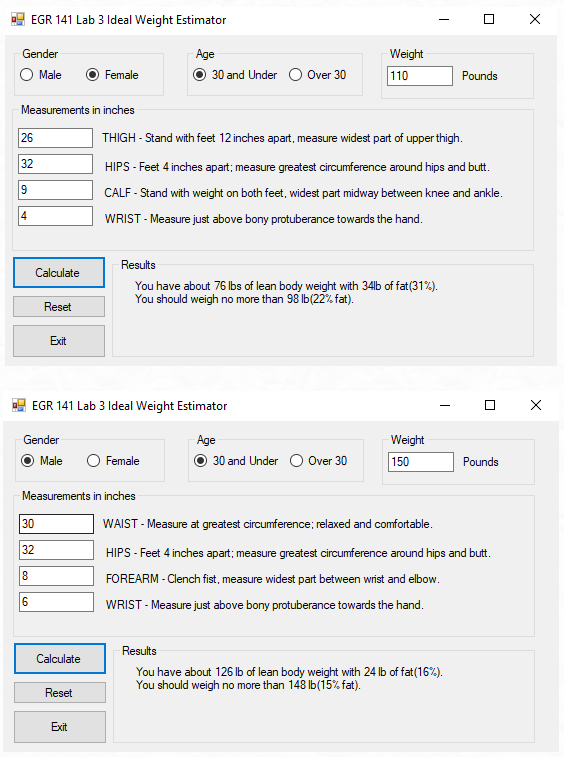 EGR 141 Lab 3 Ideal Weight Estimator
Gender
Male
Female
Age
30 and Under
Over 30
Weight
110
Pounds
Measurements in inches
26
THIGH - Stand with feet 12 inches apart, measure widest part of upper thigh.
32
HIPS - Feet 4 inches apart; measure greatest circumference around hips and butt.
9
CALF - Stand with weight on both feet, widest part midway between knee and ankle.
4
WRIST - Measure just above bony protuberance towards the hand.
Calculate
Reset
Exit
Results
You have about 76 lbs of lean body weight with 34lb of fat(31%).
You should weigh no more than 98 lb(22% fat).
EGR 141 Lab 3 Ideal Weight Estimator
Gender
Male
Female
Age
30 and Under
Over 30
Weight
150
Pounds
Measurements in inches
30
WAIST - Measure at greatest circumference; relaxed and comfortable.
32
HIPS - Feet 4 inches apart; measure greatest circumference around hips and butt.
8
FOREARM - Clench fist, measure widest part between wrist and elbow.
6
WRIST - Measure just above bony protuberance towards the hand.
Calculate
Reset
Exit
Results
You have about 126 lb of lean body weight with 24 lb of fat(16%).
You should weigh no more than 148 lb(15% fat).